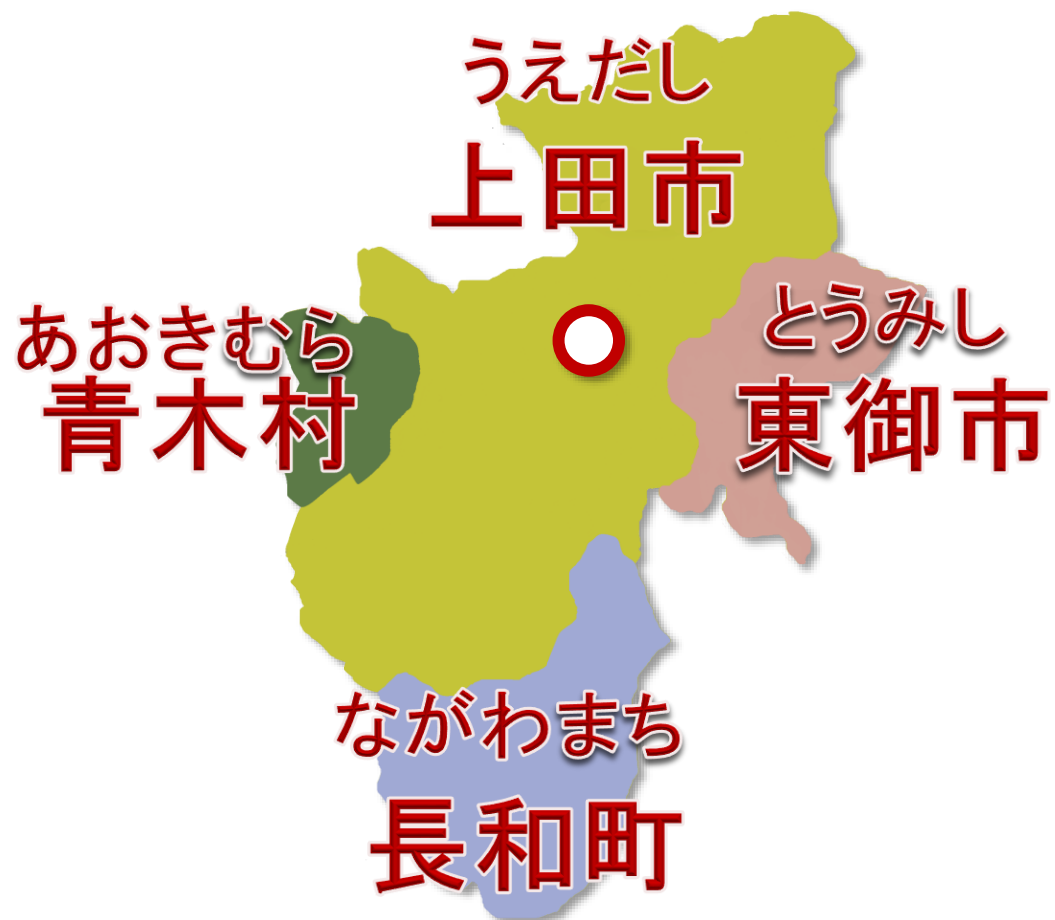 うえだし
上田市
あおきむら
青木村
とうみし
東御市
ながわまち
長和町